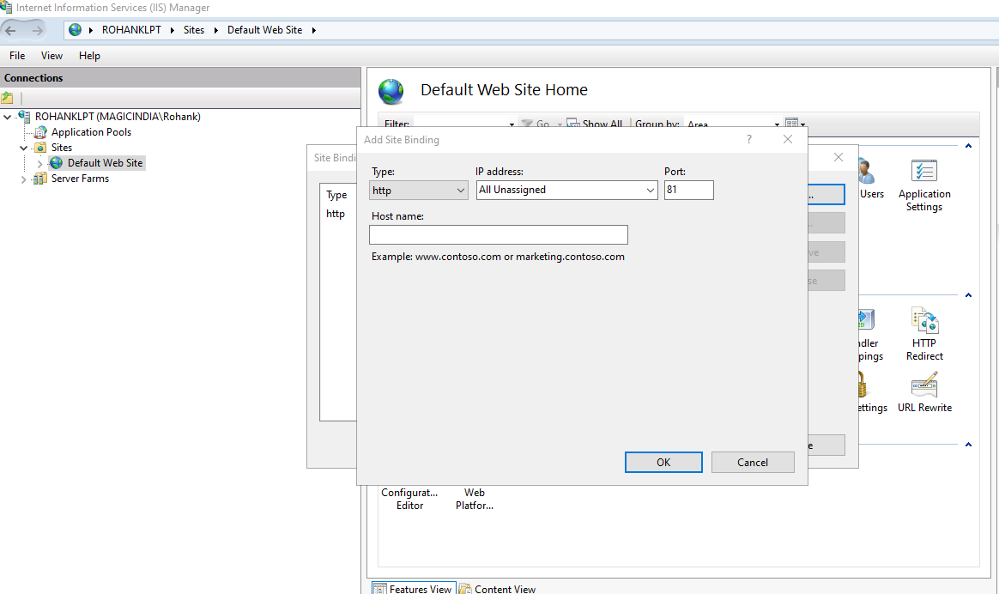 Internet Information Services (IIS) Manager
ROHANKLPT Sites Default Web Site
File View Help
Connections
ROHANKLPT (MAGICINDIA\Rohank)
Application Pools
Sites
Default Web Site
Server Farms
Default Web Site Home
Filter: Go Show All Group by: Area
Site Bindi
Type
http
Add Site Binding
?
Type: IP address: Port:
http All Unassigned 81
Host name:
Example: www.contoso.com or marketing.contoso.com
OK Cancel
...
ve
se
e
Users
Application
Settings
ndler
pings
HTTP
Redirect
ettings
URL Rewrite
Configurat...
Editor
Web
Platfor...
Features View Content View